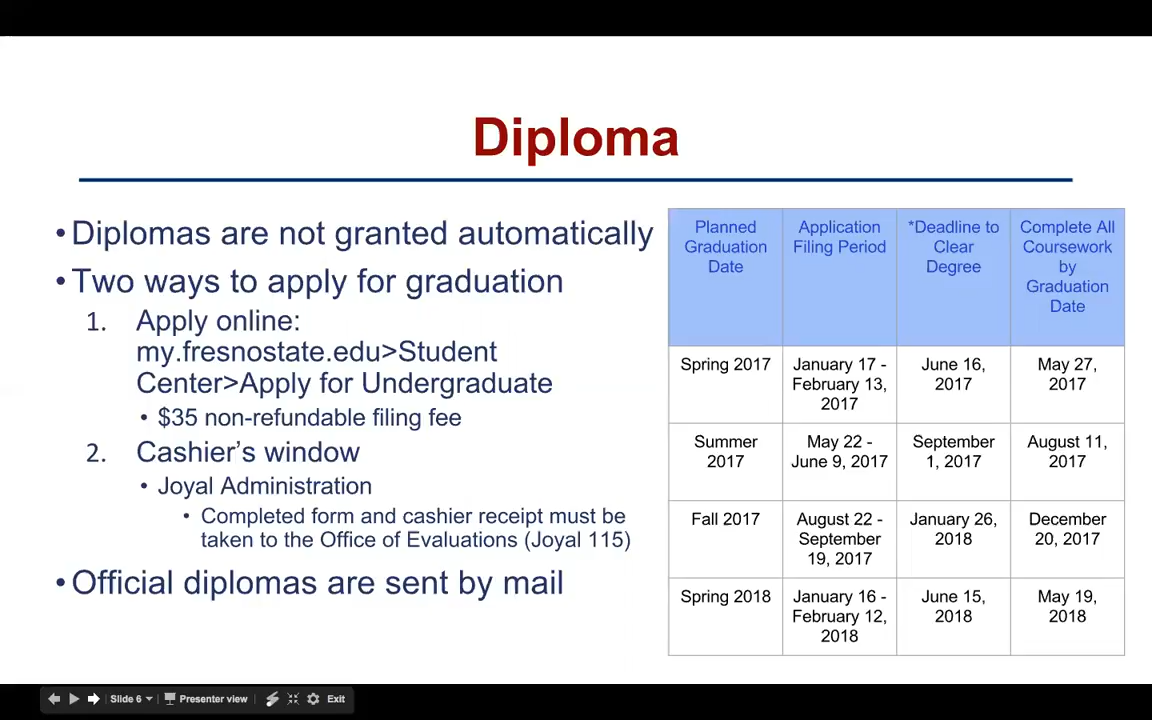 Diploma
•Diplomas are not granted automatically
•Two ways to apply for graduation
1. Apply online:
my.fresnostate.edu>Student
Center>Apply for Undergraduate
• $35 non-refundable filing fee
2. Cashier’s window
• Joyal Administration
• Completed form and cashier receipt must be
taken to the Office of Evaluations (Joyal 115)
•Official diplomas are sent by mail
Planned
Graduation
Date
Application
Filing Period
*Deadline to
Clear
Degree
Complete All
Coursework
by
Graduation
Date
Spring 2017
January 17 -
February 13,
2017
June 16,
2017
May 27,
2017
Summer
2017
May 22 -
June 9, 2017
September
1, 2017
August 11,
2017
Fall 2017
August 22 -
September
19, 2017
January 26,
2018
December
20, 2017
Spring 2018
January 16 -
February 12,
2018
June 15,
2018
May 19,
2018
Slide 6 Presenter view Exit